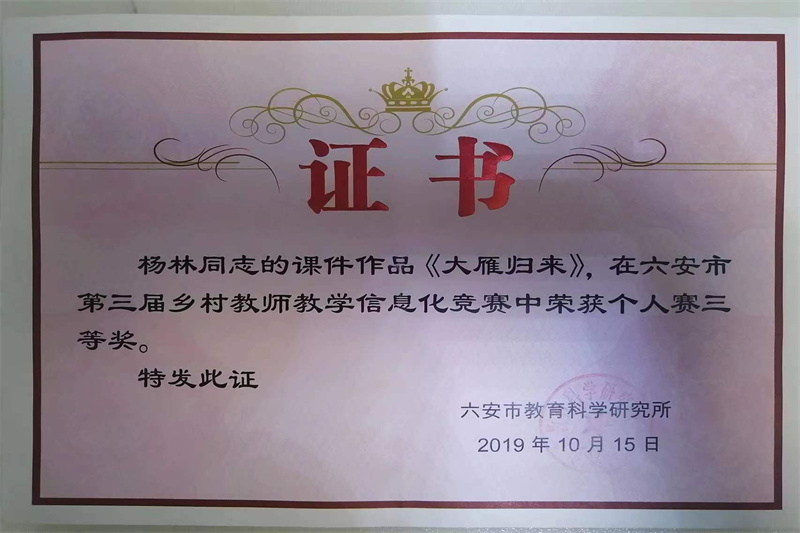 证书
杨林同志的课件作品《大雁归来》，在六安市
第三届乡村教师教学信息化竞赛中荣获个人赛三
等奖。
特发此证
六安市教育科学研究所
2019年10月15日